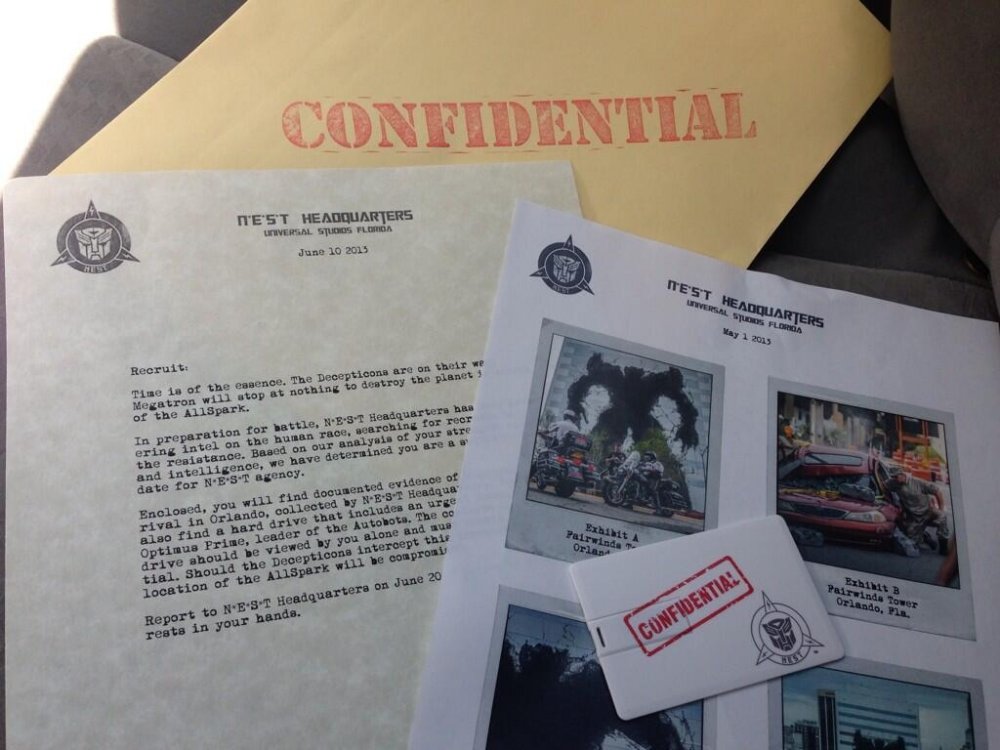 CONFIDENTIAL
N·E·S·T HEADQUARTERS
UNIVERSAL STUDIOS FLORIDA
June 10 2013
NEST
Recruit:
Time is of the essence. The Decepticons are on their
Megatron will stop at nothing to destroy the planet
of the AllSpark.
In preparation for battle, N·E·S·T Headquarters has
ering intel on the human race, searching for
the resistance. Based on our analysis of your
and intelligence, we have determined you are a
date for N·E·S·T agency.
Enclosed, you will find documented evidence of
rival in Orlando, collected by N·E·S·T
also find a hard drive that includes an
Optimus Prime, leader of the Autobots. The
drive should be viewed by you alone and
tial. Should the Decepticons intercept this
location of the AllSpark will be
Report to N·E·S·T Headquarters on June 20
rests in your hands.
N·E·S·T HEADQUARTERS
UNIVERSAL STUDIOS FLORIDA
May 1 2013
NEST
Exhibit A
Fairwinds
Exhibit B
Fairwinds Tower
Orlando, Fla.
CONFIDENTIAL
NEST